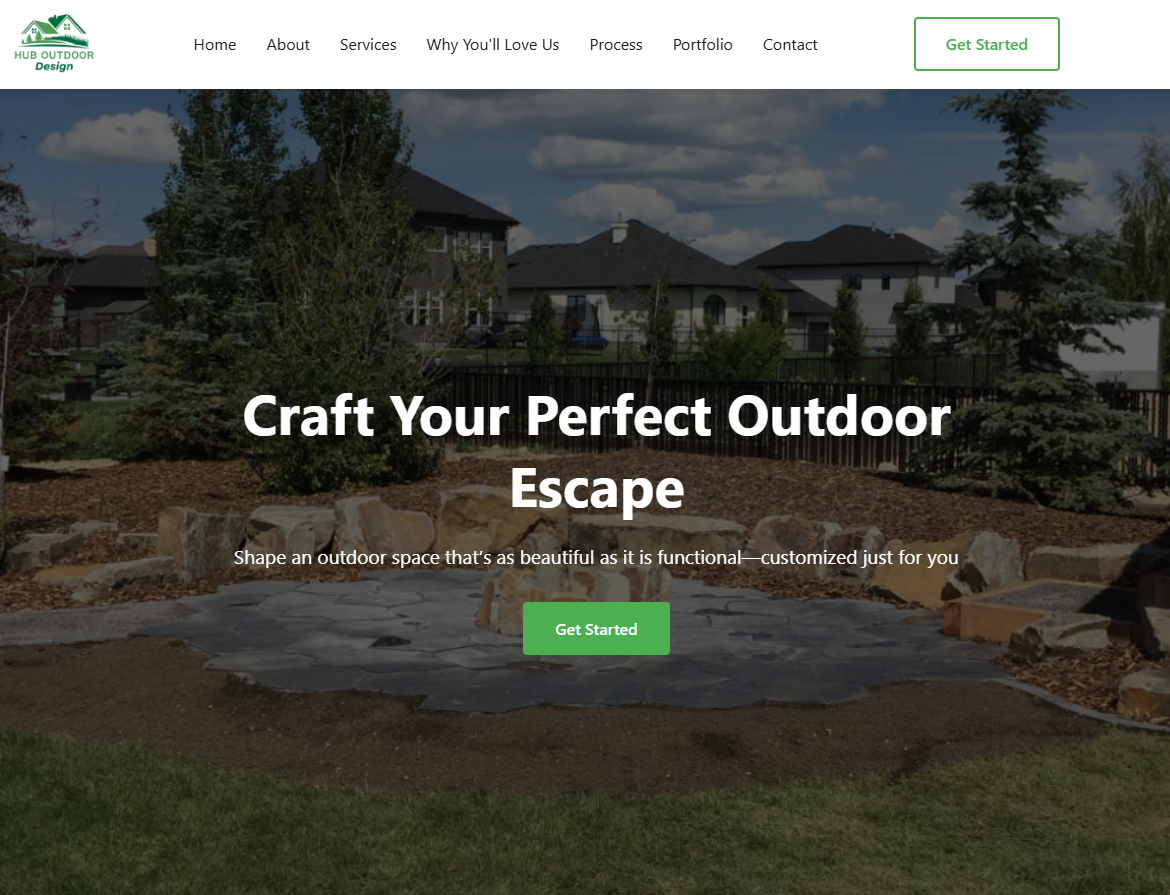 HUB OUTDOOR
Design
Home About Services Why You'll Love Us Process Portfolio Contact Get Started
Craft Your Perfect Outdoor
Escape
Shape an outdoor space that’s as beautiful as it is functional—customized just for you
Get Started